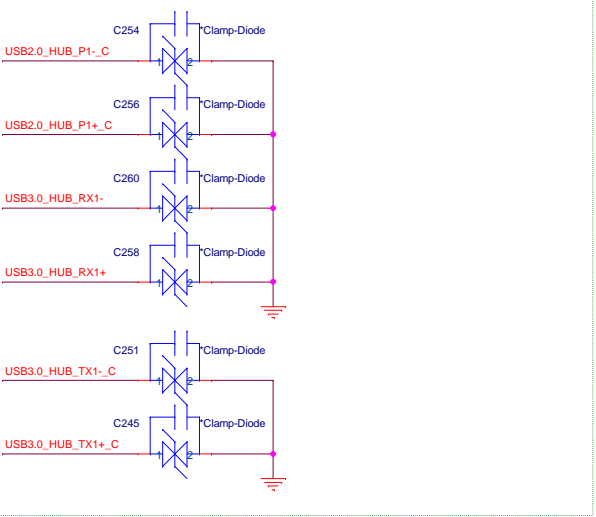 C254 *Clamp-Diode
USB2.0_HUB_P1-_C
1 2
C256 *Clamp-Diode
USB2.0_HUB_P1+_C
1 2
C260 *Clamp-Diode
USB3.0_HUB_RX1-
1 2
C258 *Clamp-Diode
USB3.0_HUB_RX1+
1 2
C251 *Clamp-Diode
USB3.0_HUB_TX1-_C
1 2
C245 *Clamp-Diode
USB3.0_HUB_TX1+_C
1 2